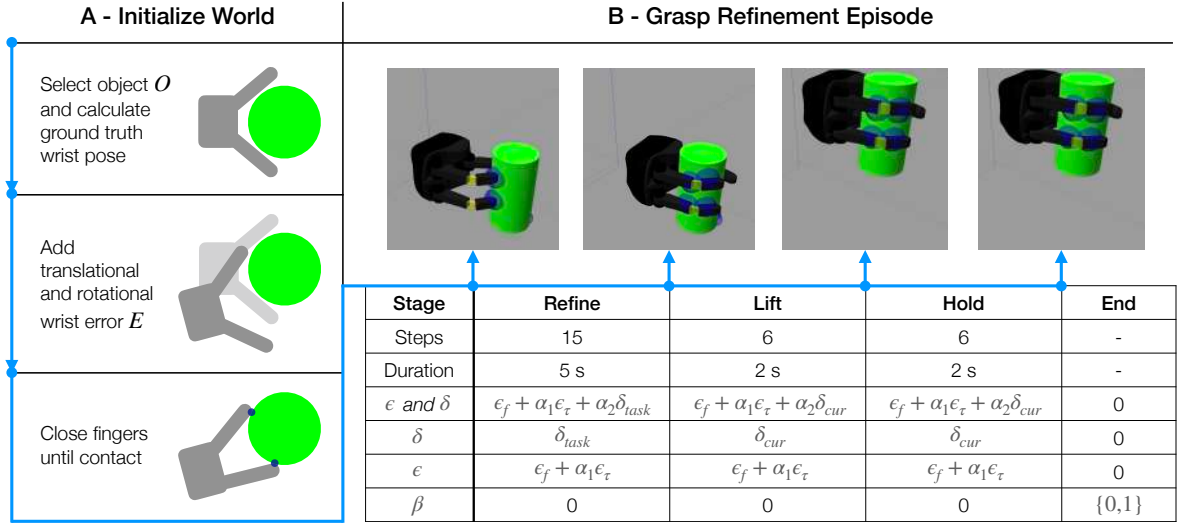 A - Initialize World
B - Grasp Refinement Episode
Select object O
and calculate
ground truth
wrist pose
Add
translational
and rotational
wrist error E
Close fingers
until contact
Stage Refine Lift Hold End
Steps 15 6 6 -
Duration 5 s 2 s 2 s -
ϵ and δ ϵ_f + α_1ϵ_τ + α_2δ_task ϵ_f + α_1ϵ_τ + α_2δ_cur ϵ_f + α_1ϵ_τ + α_2δ_cur 0
δ δ_task δ_cur δ_cur 0
ϵ ϵ_f + α_1ϵ_τ ϵ_f + α_1ϵ_τ ϵ_f + α_1ϵ_τ 0
β 0 0 0 {0,1}